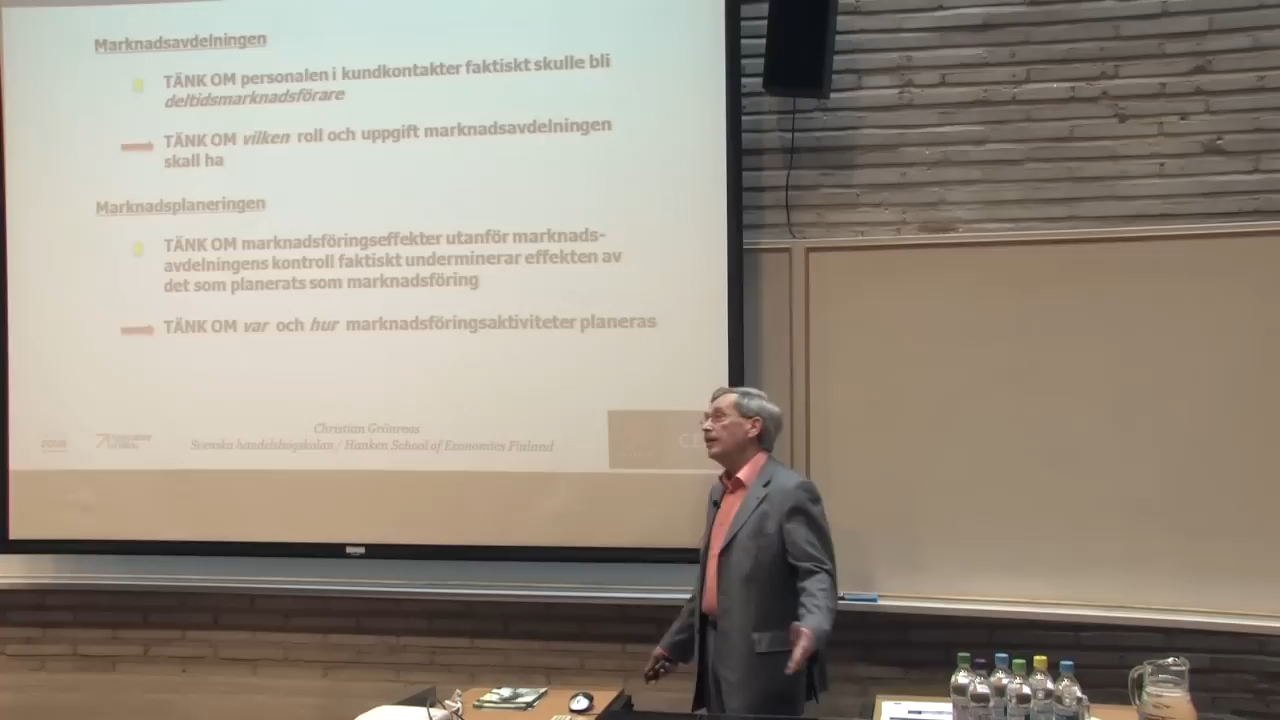 Marknadsavdelningen
TÄNK OM personalen i kundkontakter faktiskt skulle bli
deltidsmarknadsförare
TÄNK OM vilken roll och uppgift marknadsavdelningen
skall ha
Marknadsplaneringen
TÄNK OM marknadsföringseffekter utanför marknads-
avdelningens kontroll faktiskt underminerar effekten av
det som planerats som marknadsföring
TÄNK OM var och hur marknadsföringsaktiviteter planeras
Christian Grönroos
Svenska handelshögskolan / Hanken School of Economics Finland